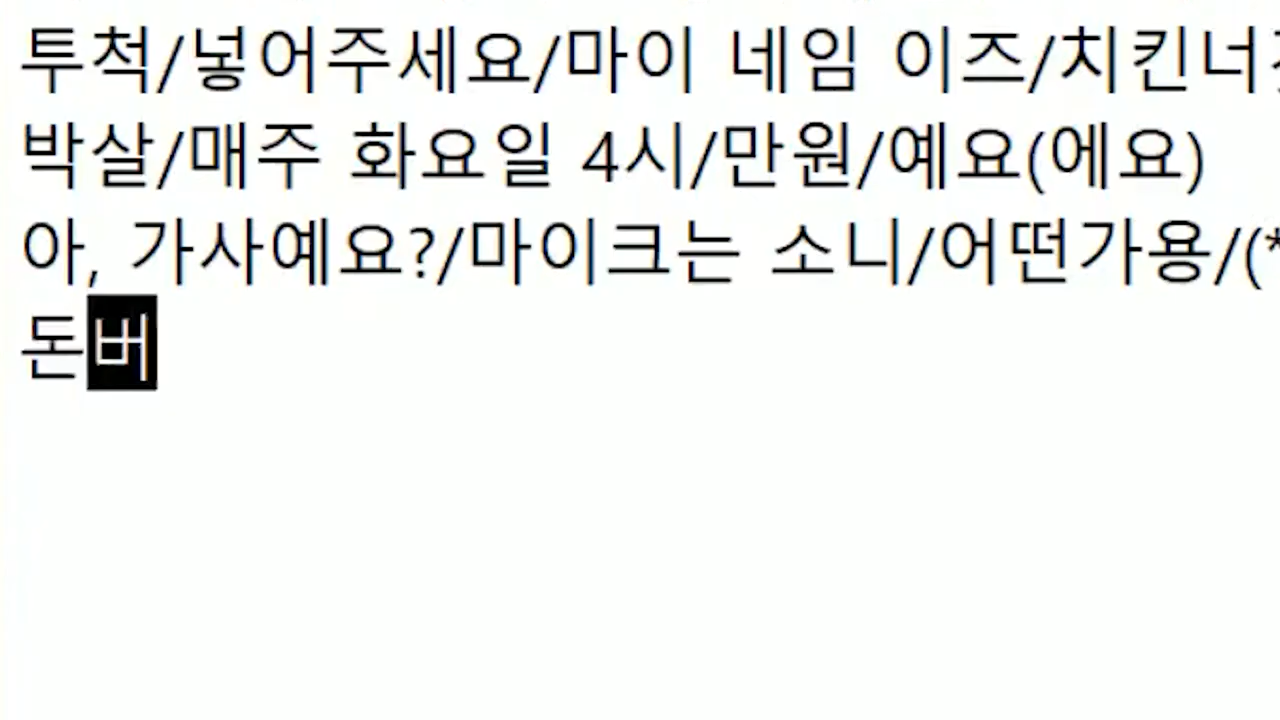 투척/넣어주세요/마이 네임 이즈/치킨너
박살/매주 화요일 4시/만원/예요(에요)
아, 가사예요?/마이크는 소니/어떤가용/(*
돈버